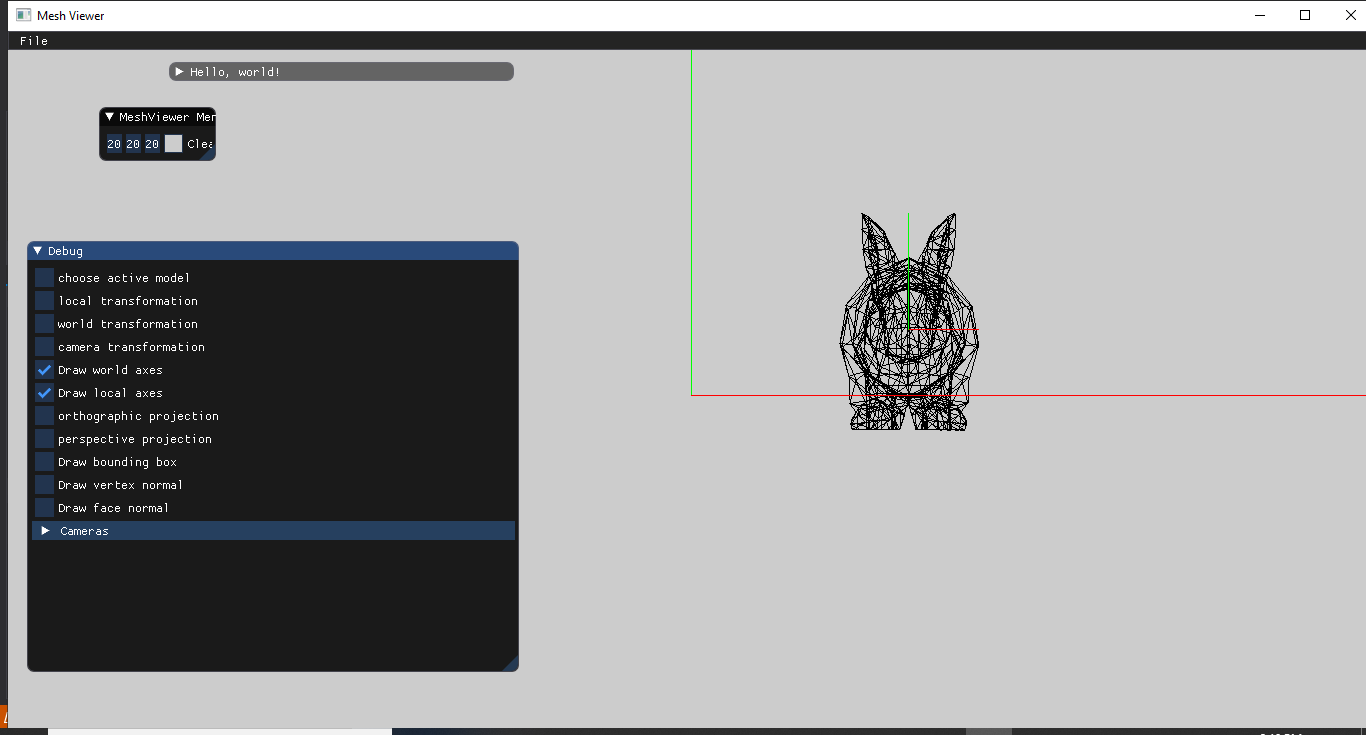 Mesh Viewer
File
Hello, world!
MeshViewer Mer
20 20 20 Clea
Debug
choose active model
local transformation
world transformation
camera transformation
Draw world axes
Draw local axes
orthographic projection
perspective projection
Draw bounding box
Draw vertex normal
Draw face normal
Cameras